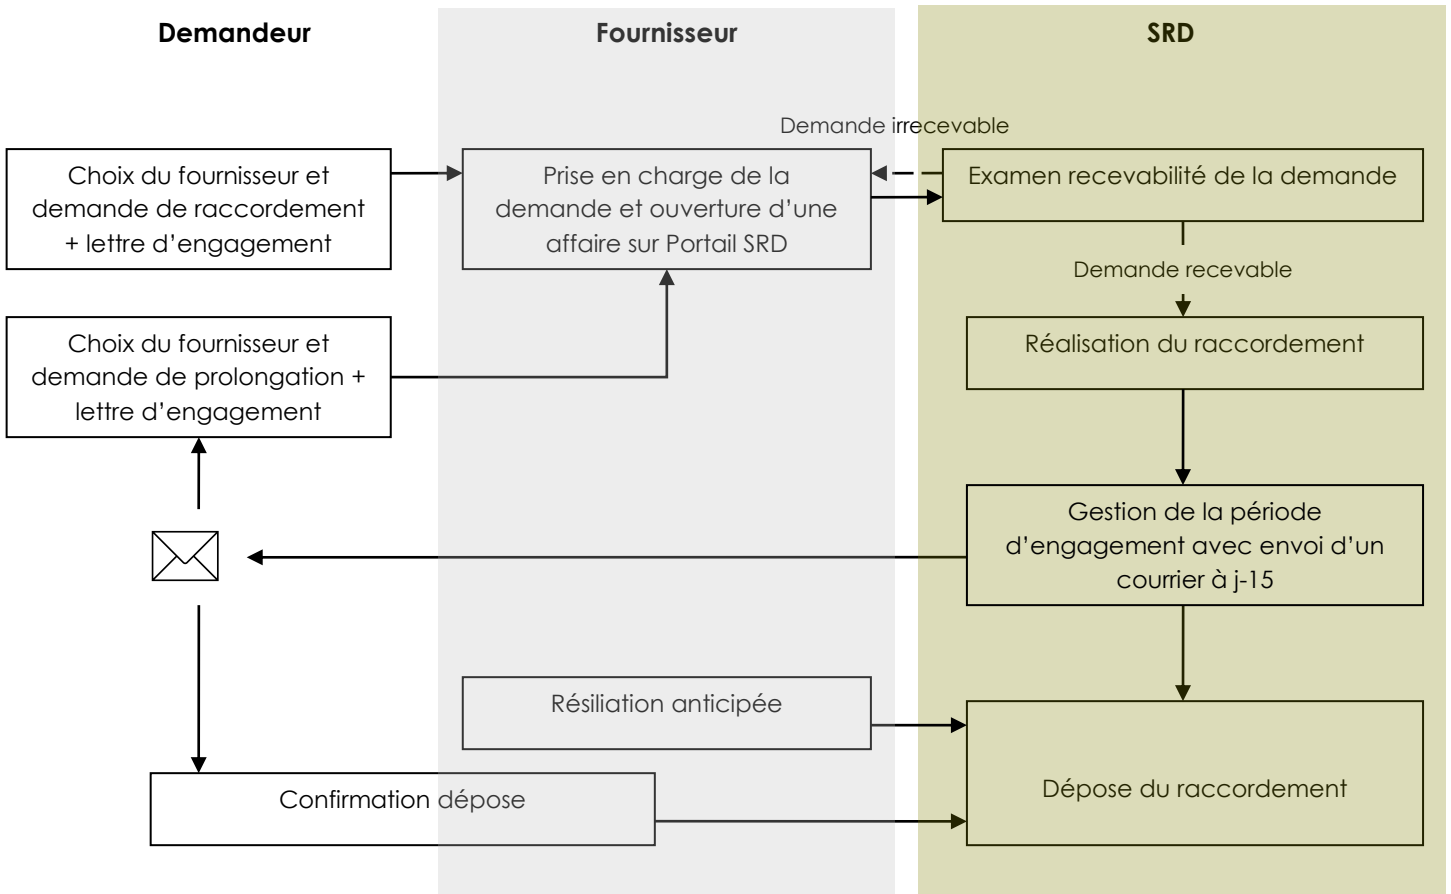 Demandeur
Fournisseur
SRD
Demande irrecevable
Choix du fournisseur et
demande de raccordement
+ lettre d’engagement
Prise en charge de la
demande et ouverture d’une
affaire sur Portail SRD
Examen recevabilité de la demande
Demande recevable
Choix du fournisseur et
demande de prolongation +
lettre d’engagement
Réalisation du raccordement
Gestion de la période
d’engagement avec envoi d’un
courrier à j-15
Résiliation anticipée
Confirmation dépose
Dépose du raccordement